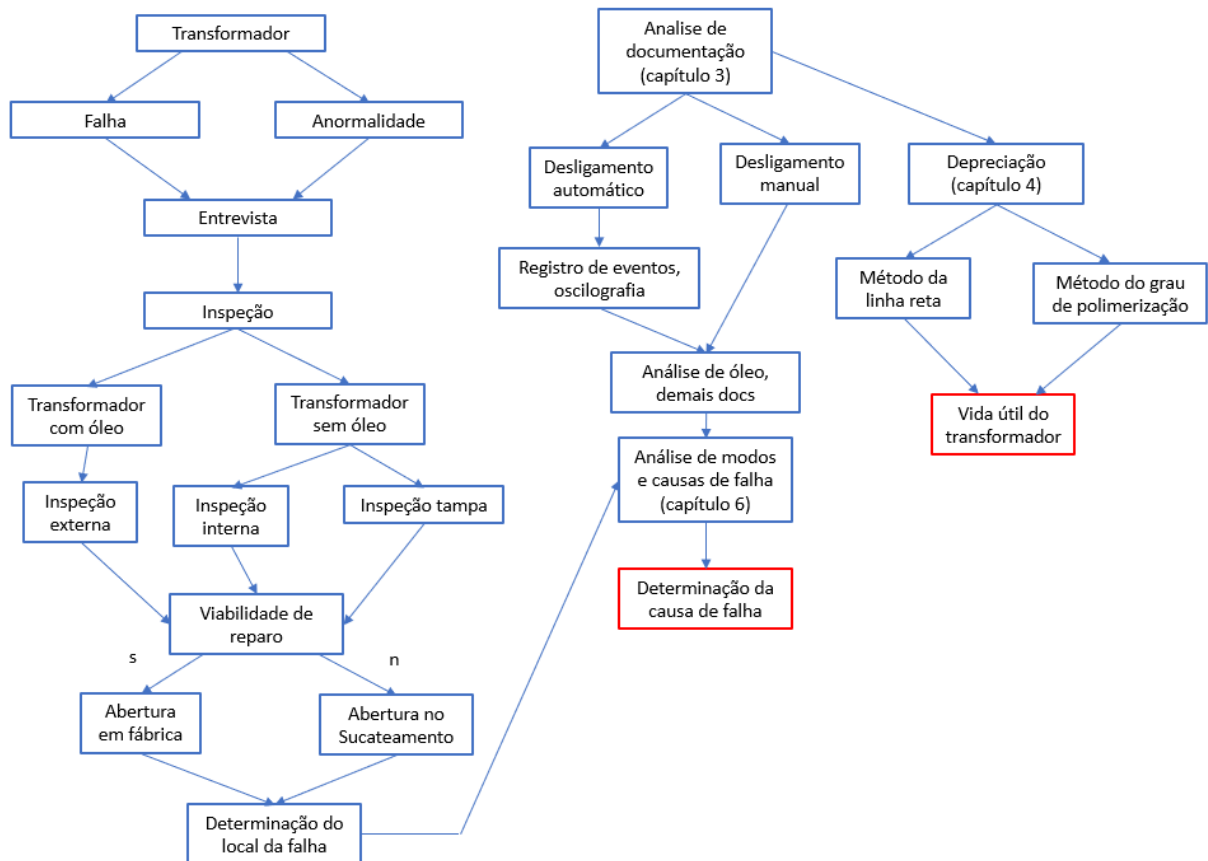 Transformador
Falha
Anormalidade
Entrevista
Inspeção
Transformador
com óleo
Transformador
sem óleo
Inspeção
externa
Inspeção
interna
Inspeção tampa
Viabilidade de
reparo
s
n
Abertura
em fábrica
Abertura no
Sucateamento
Determinação do
local da falha
Analise de
documentação
(capítulo 3)
Desligamento
automático
Desligamento
manual
Depreciação
(capítulo 4)
Registro de eventos,
oscilografia
Método da
linha reta
Método do grau
de polimerização
Análise de óleo,
demais docs
Vida útil do
transformador
Análise de modos
e causas de falha
(capítulo 6)
Determinação da
causa de falha